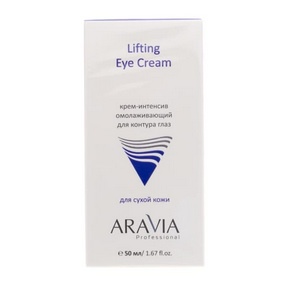 Lifting
Eye Cream
крем-интенсив
омолаживающий
для контура глаз
для сухой кожи
ARAVIA
Professional
℮ 50 мл/ 1.67 fl. oz.